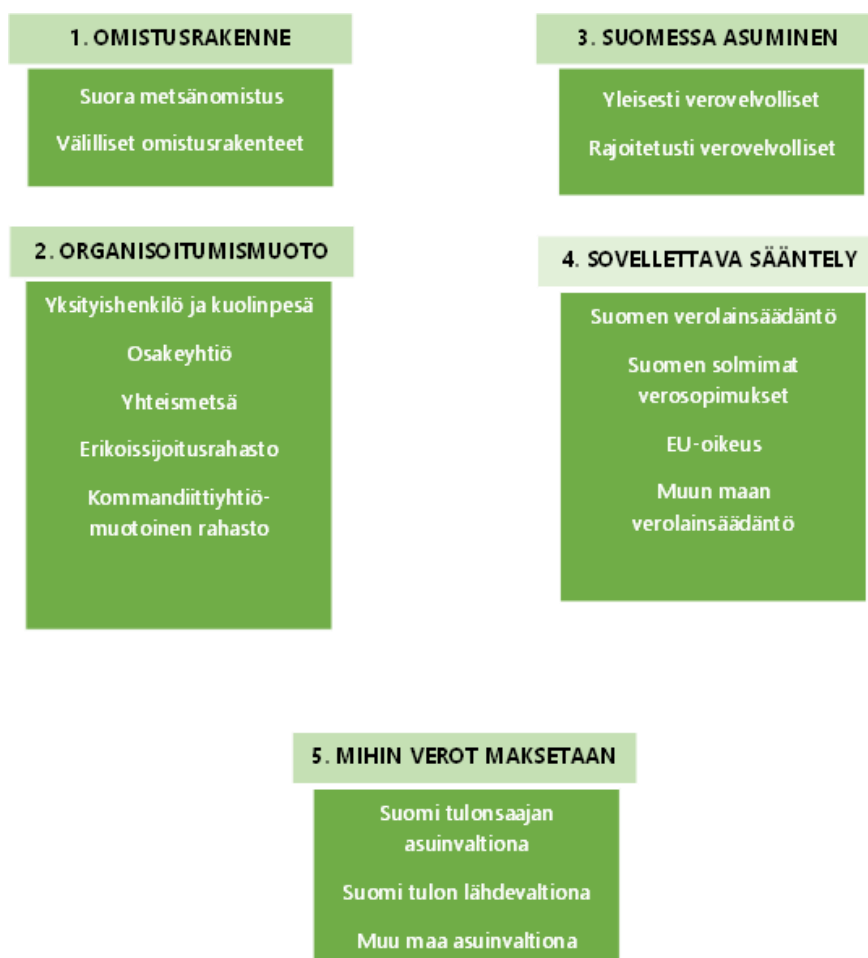 1. OMISTUSRAKENNE
Suora metsänomistus
Välilliset omistusrakenteet
2. ORGANISOITUMISMUOTO
Yksityishenkilö ja kuolinpesä
Osakeyhtiö
Yhteismetsä
Erikoissijoitusrahasto
Kommandiittiyhtiö-
muotoinen rahasto
3. SUOMESSA ASUMINEN
Yleisesti verovelvolliset
Rajoitetusti verovelvolliset
4. SOVELLETTAVA SÄÄNTELY
Suomen verolainsäädäntö
Suomen solmimat
verosopimukset
EU-oikeus
Muun maan
verolainsäädäntö
5. MIHIN VEROT MAKSETAAN
Suomi tulonsaajan
asuinvaltiona
Suomi tulon lähdevaltiona
Muu maa asuinvaltiona